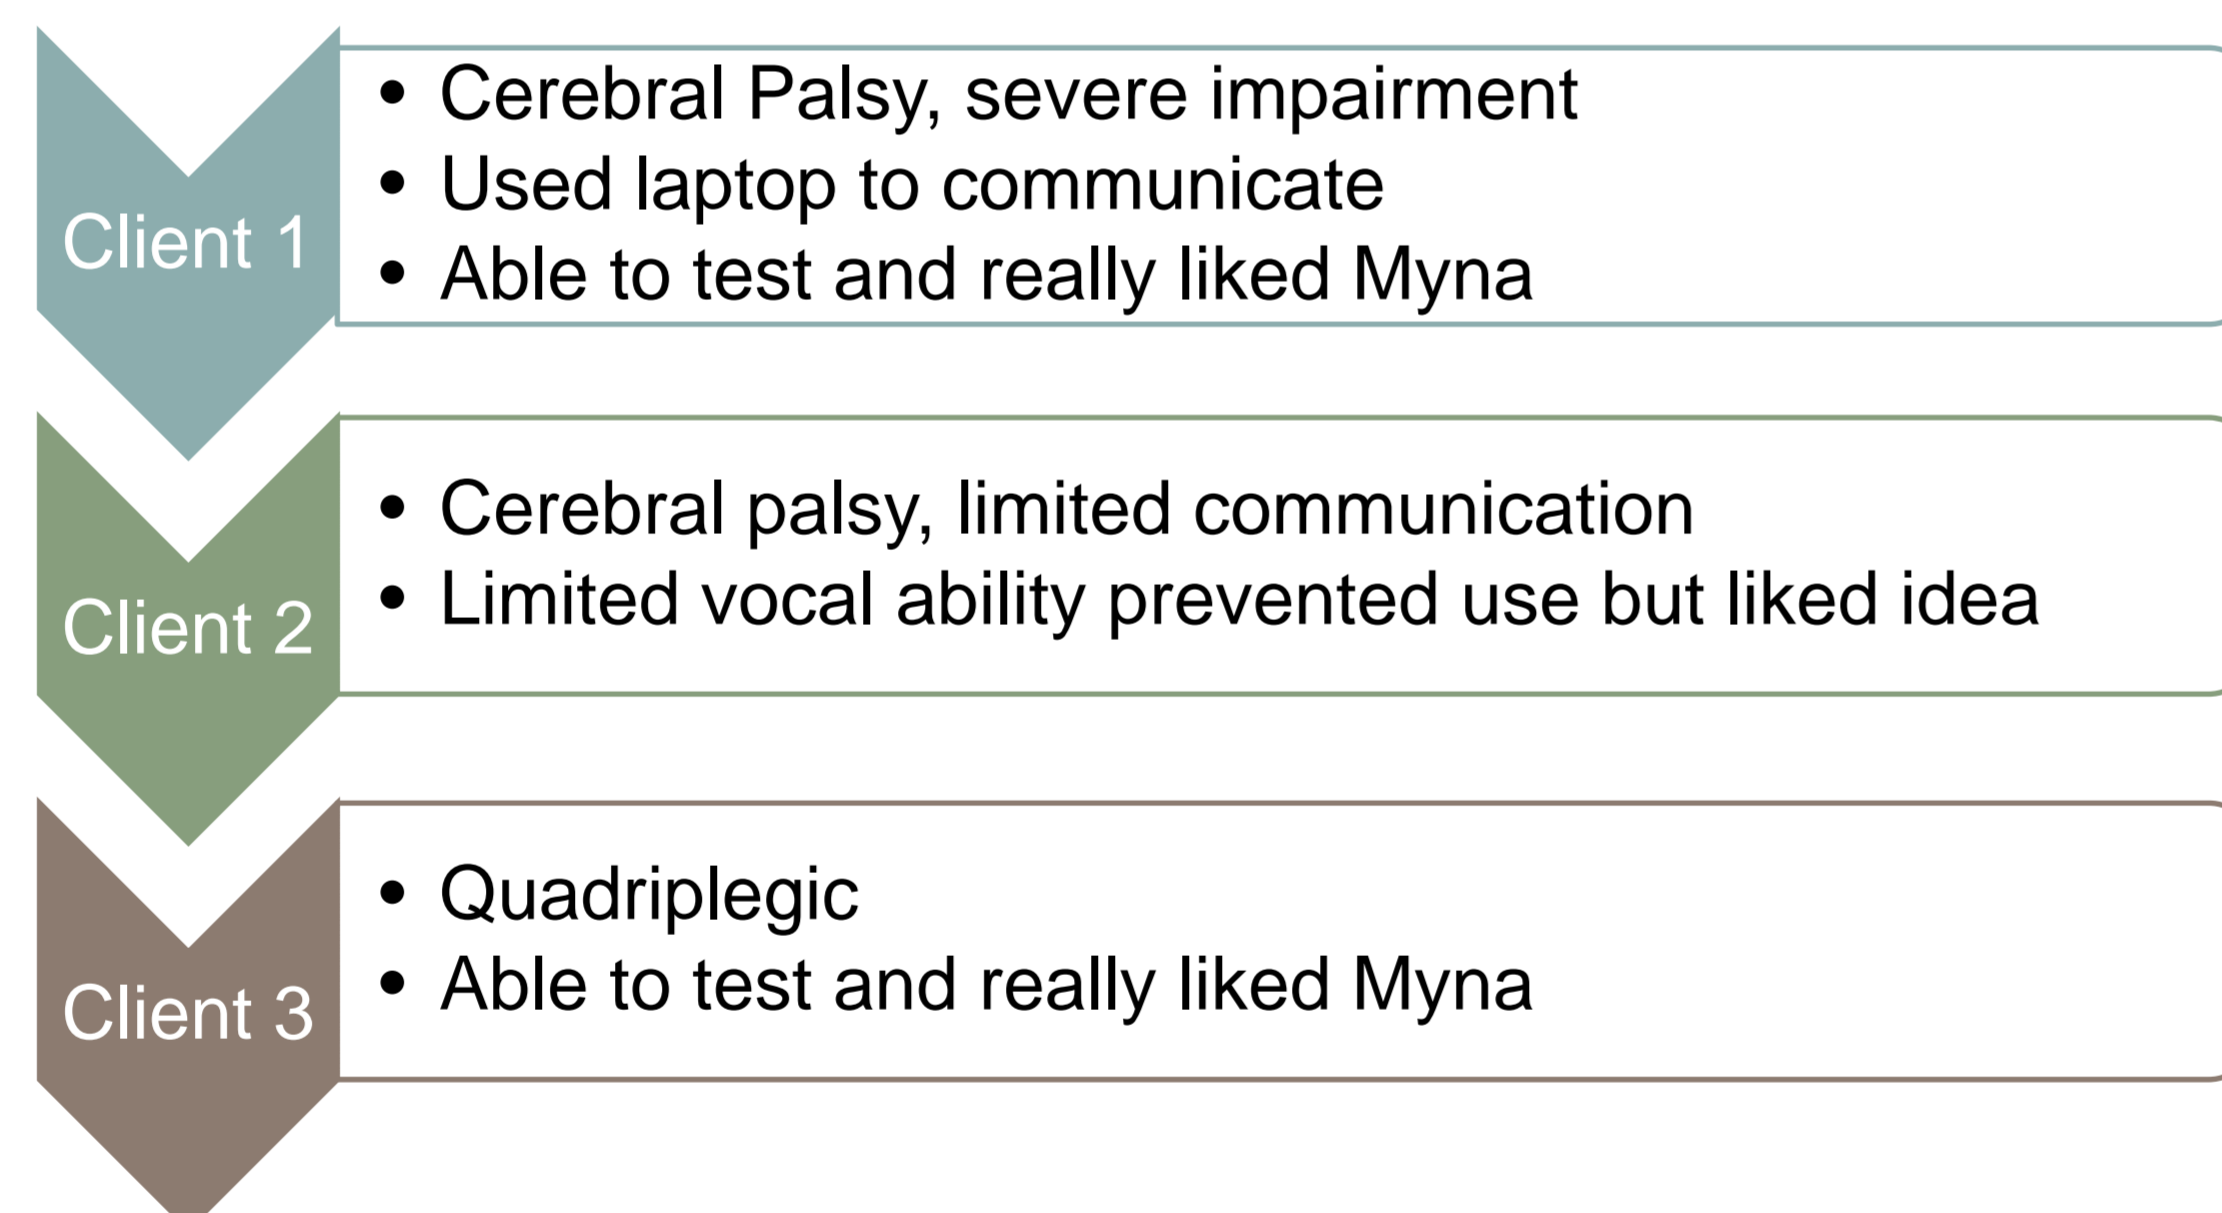 Client 1
• Cerebral Palsy, severe impairment
• Used laptop to communicate
• Able to test and really liked Myna
Client 2
• Cerebral palsy, limited communication
• Limited vocal ability prevented use but liked idea
Client 3
• Quadriplegic
• Able to test and really liked Myna